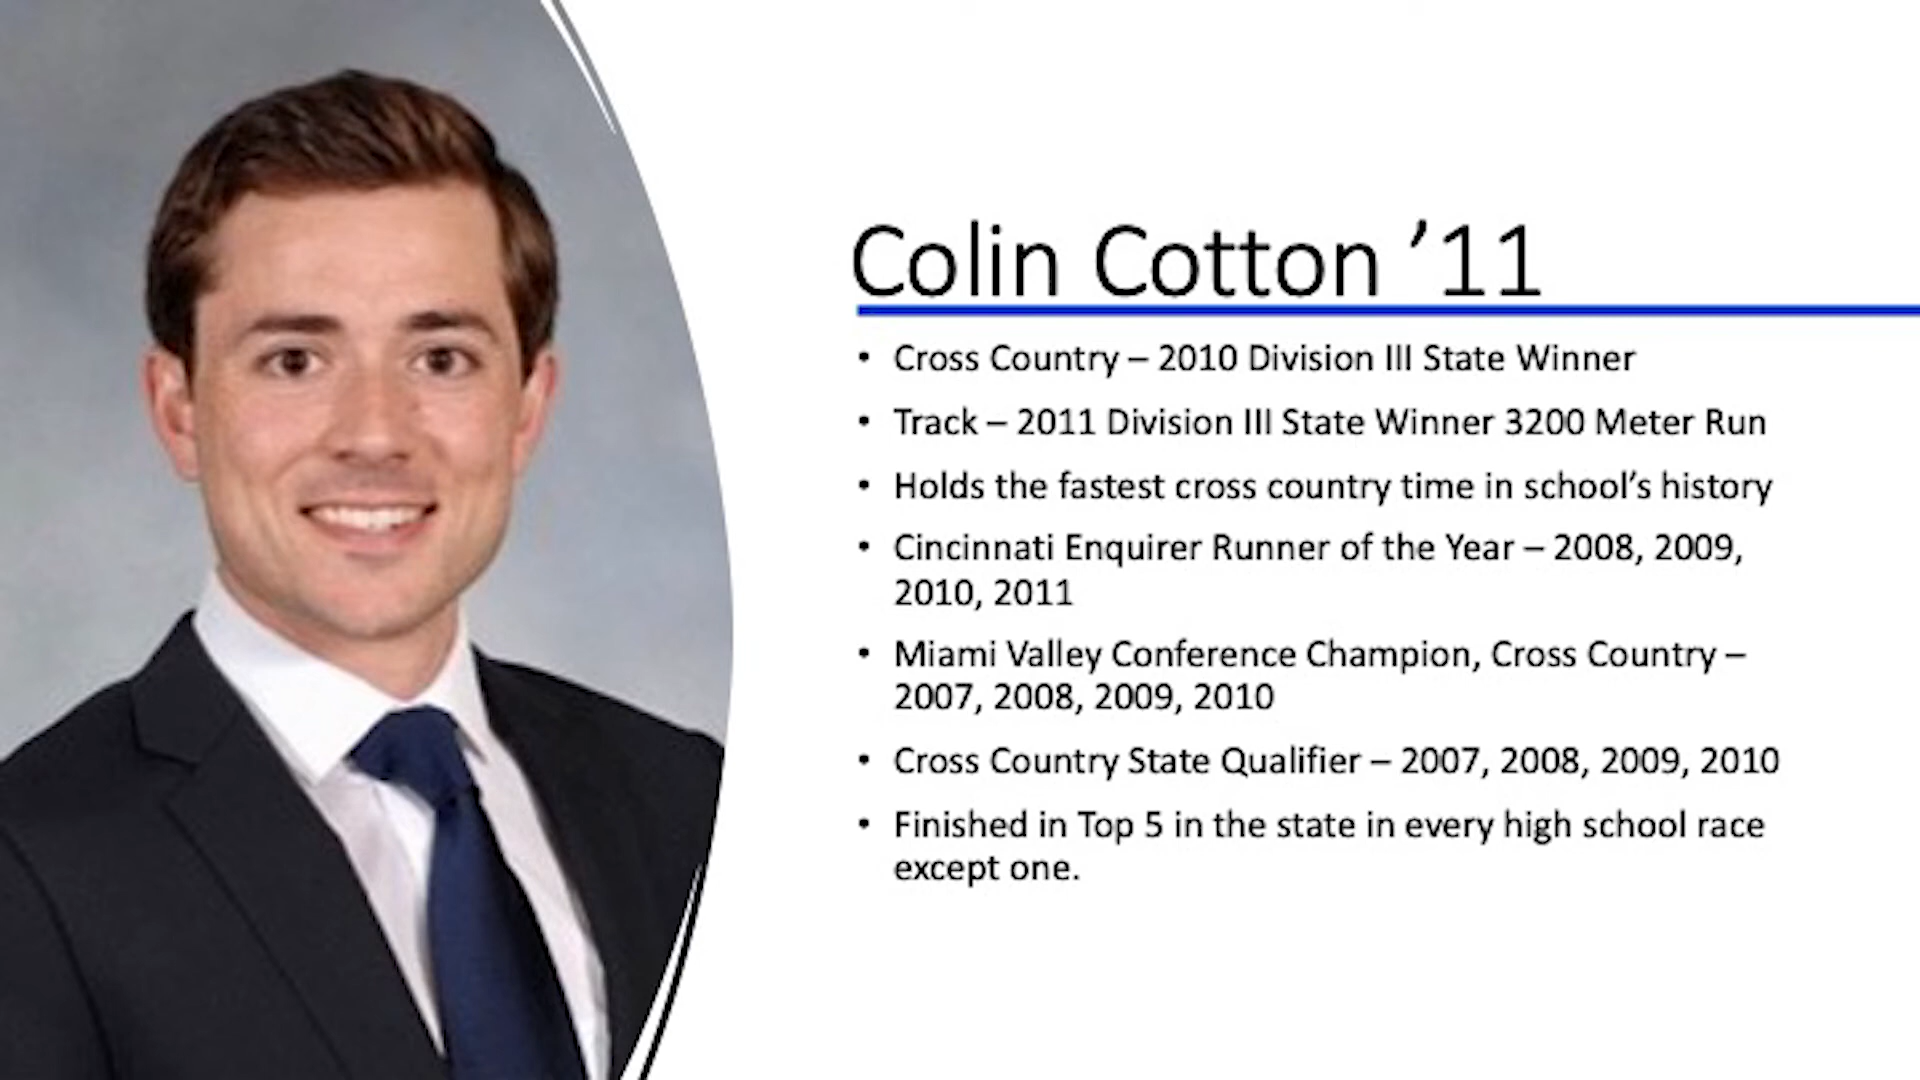 Colin Cotton ’11
• Cross Country – 2010 Division III State Winner
• Track – 2011 Division III State Winner 3200 Meter Run
• Holds the fastest cross country time in school’s history
• Cincinnati Enquirer Runner of the Year – 2008, 2009,
2010, 2011
• Miami Valley Conference Champion, Cross Country –
2007, 2008, 2009, 2010
• Cross Country State Qualifier – 2007, 2008, 2009, 2010
• Finished in Top 5 in the state in every high school race
except one.